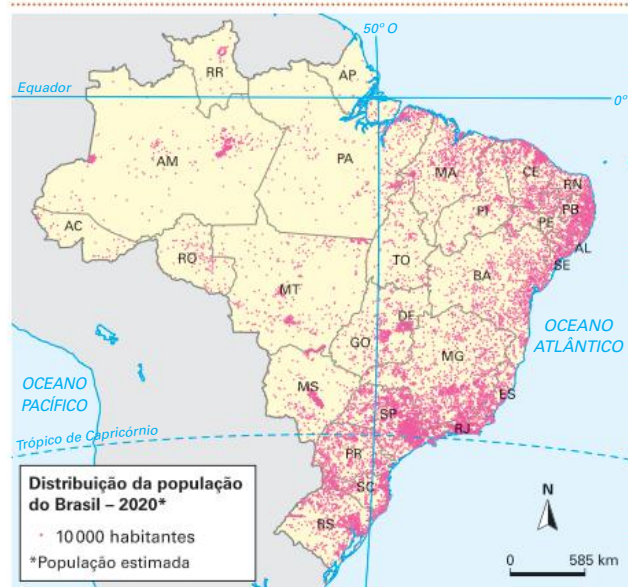 50° O
RR
AP
Equador
0°
AM
PA
MA
CE
RN
PB
PI
PE
AC
AL
SE
TO
RO
BA
MT
DF
GO
OCEANO
ATLÂNTICO
MG
OCEANO
PACÍFICO
MS
ES
SP
RJ
Trópico de Capricórnio
PR
SC
RS
Distribuição da população
do Brasil – 2020*
10 000 habitantes
*População estimada
N
0 585 km